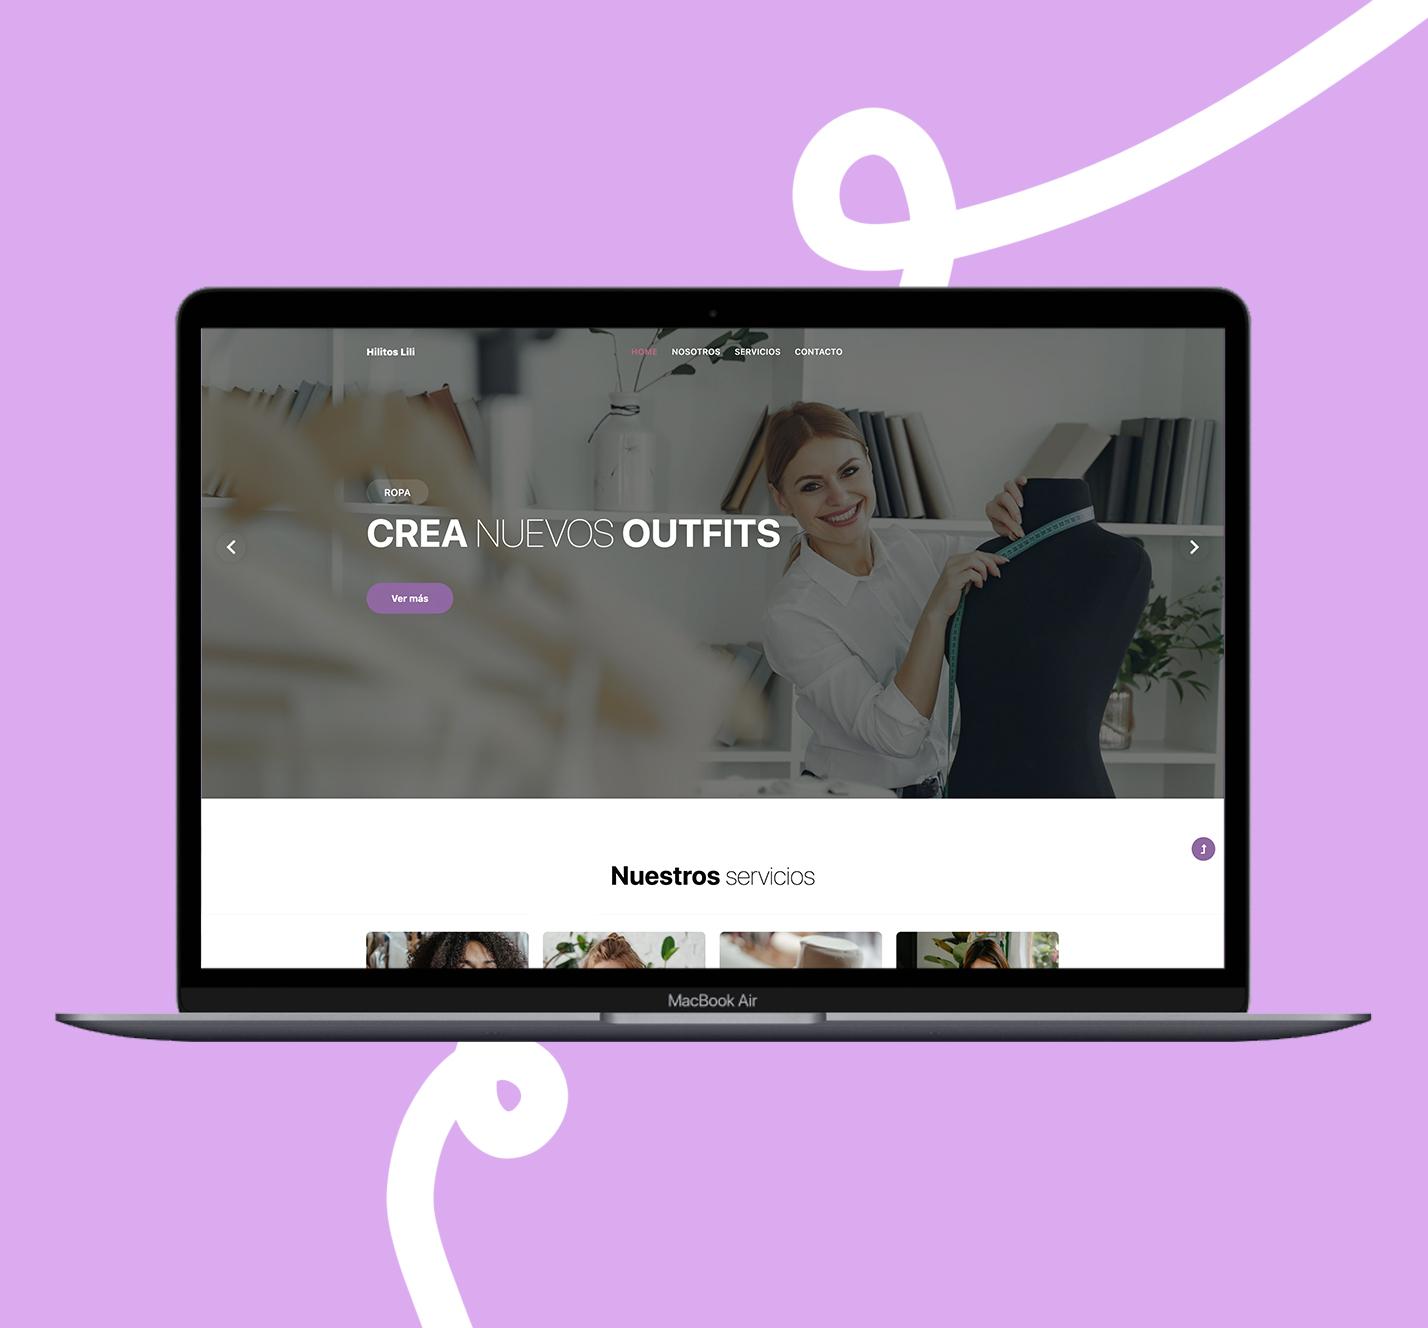 Hilitos Lili
HOME NOSOTROS SERVICIOS CONTACTO
ROPA
CREA NUEVOS OUTFITS
Ver más
Nuestros servicios
MacBook Air